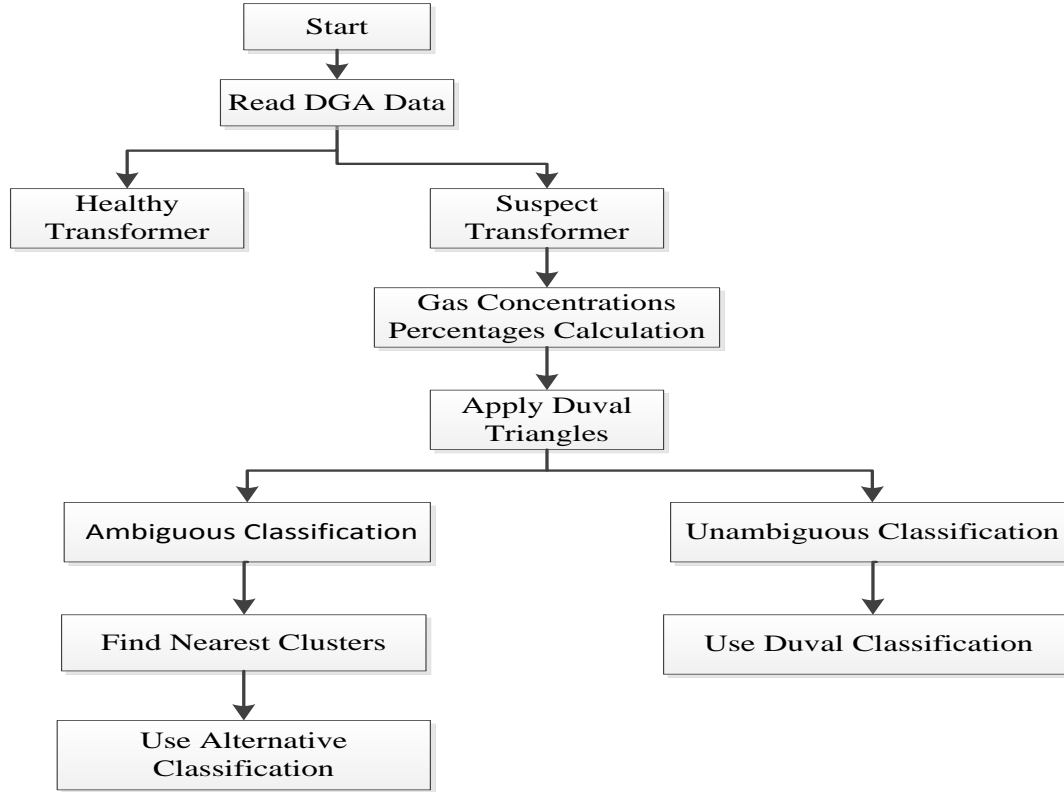 Start
Read DGA Data
Healthy
Transformer
Suspect
Transformer
Gas Concentrations
Percentages Calculation
Apply Duval
Triangles
Ambiguous Classification
Unambiguous Classification
Find Nearest Clusters
Use Duval Classification
Use Alternative
Classification